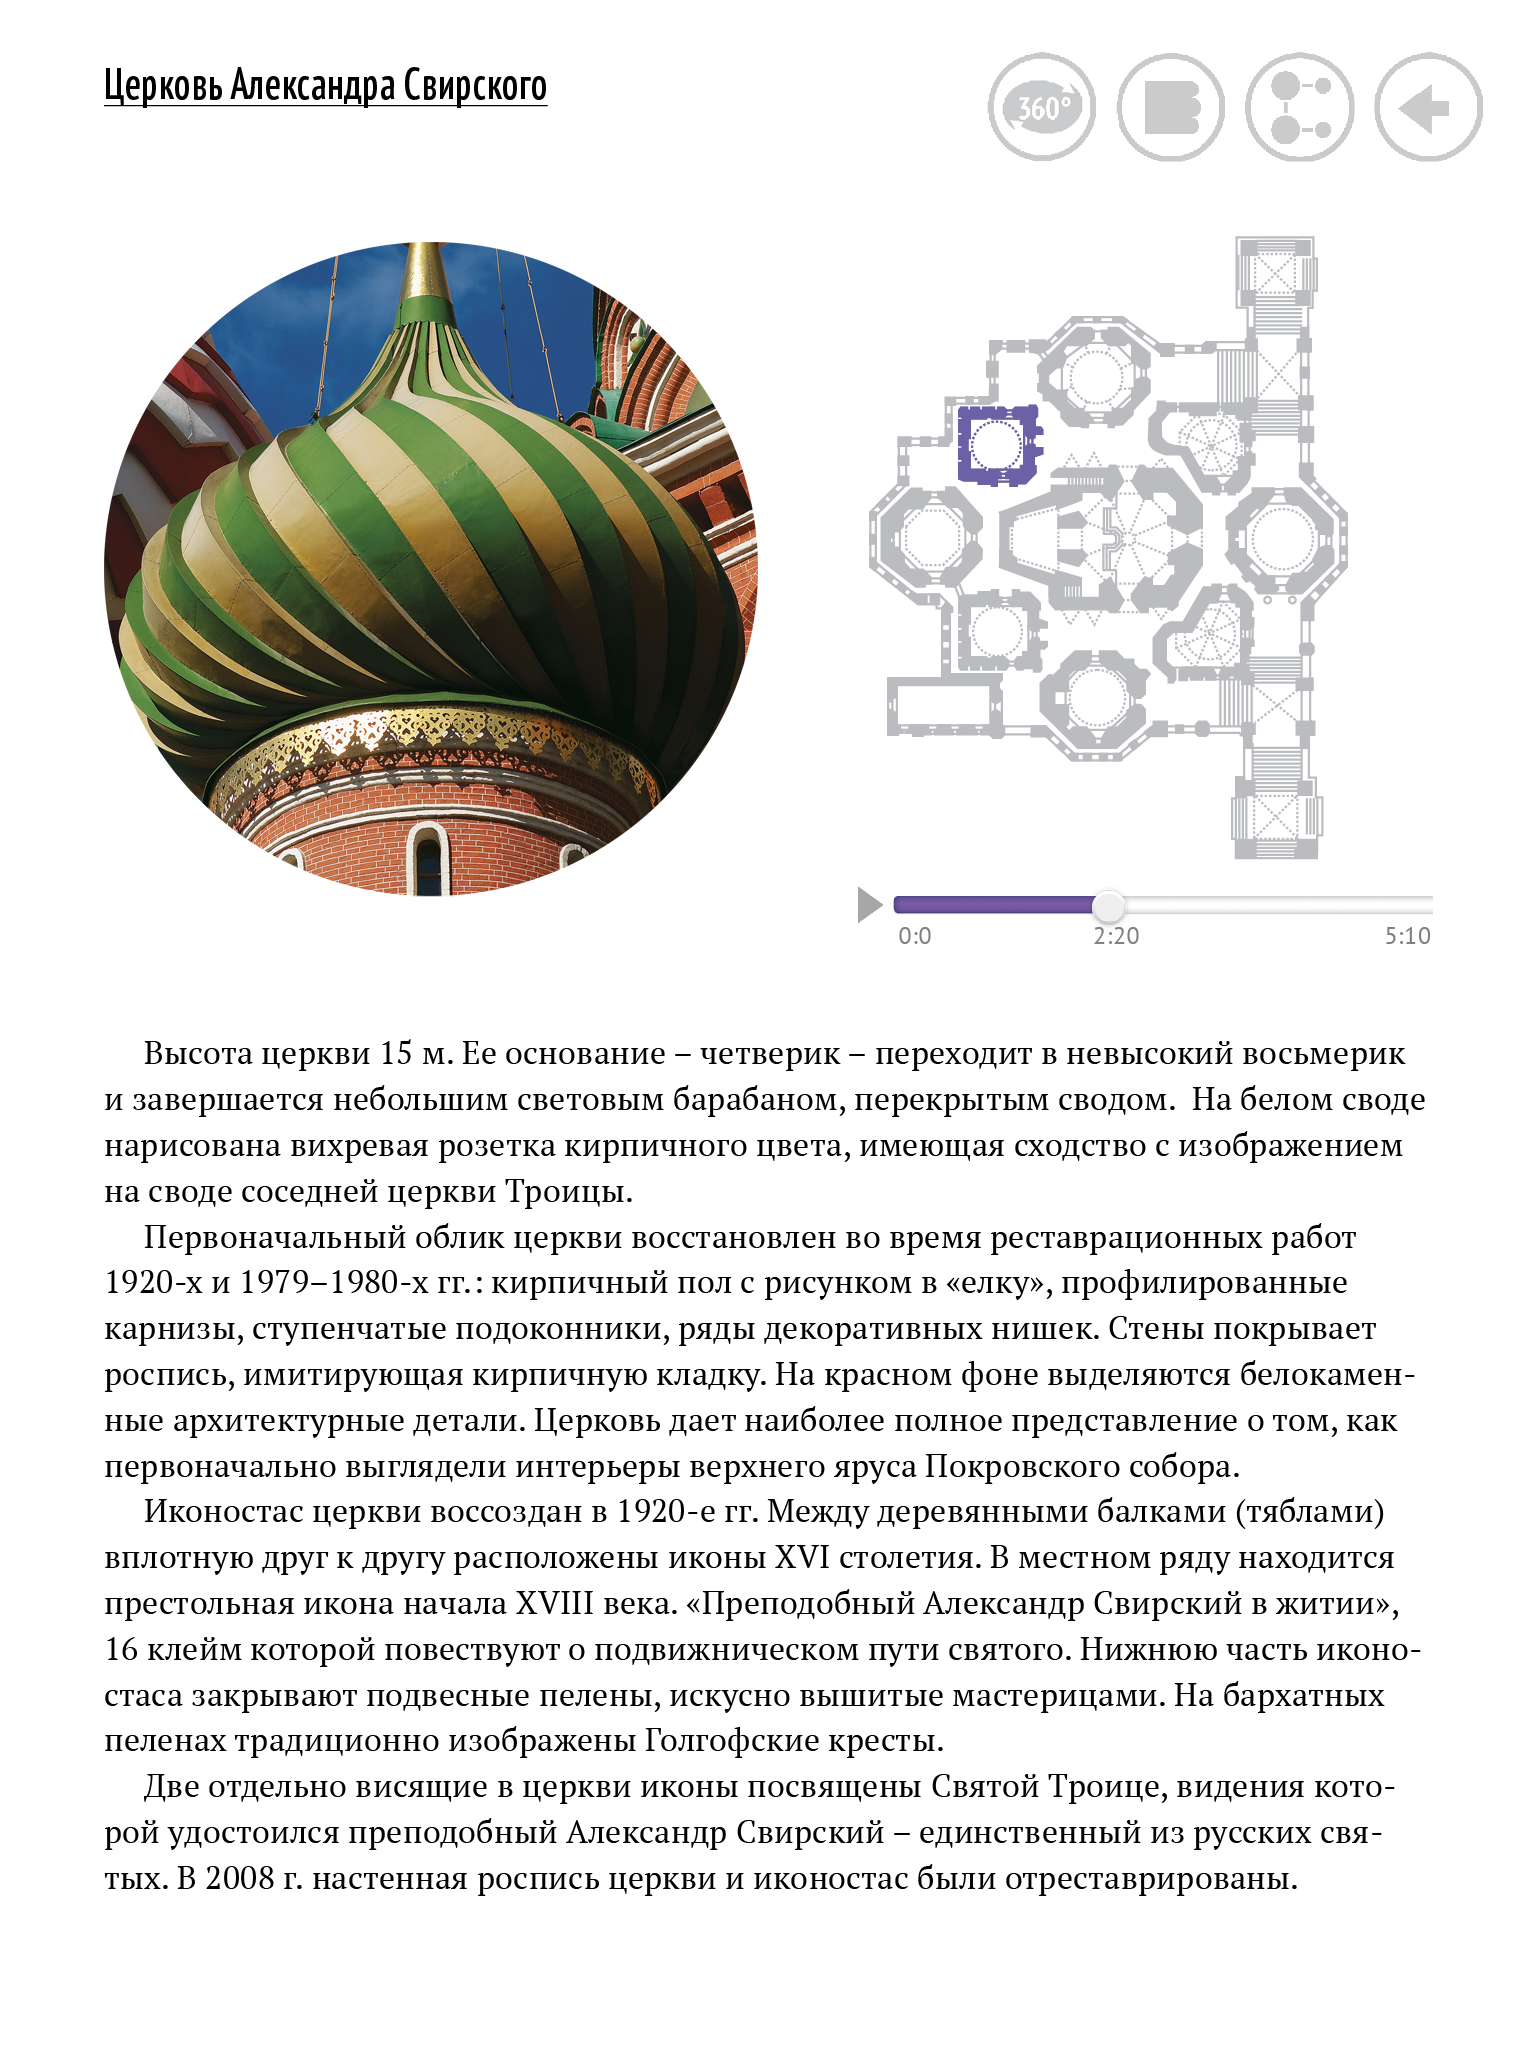 Церковь Александра Свирского
360°
0:0
2:20
5:10
Высота церкви 15 м. Ее основание – четверик – переходит в невысокий восьмерик
и завершается небольшим световым барабаном, перекрытым сводом.  На белом своде
нарисована вихревая розетка кирпичного цвета, имеющая сходство с изображением
на своде соседней церкви Троицы.
Первоначальный облик церкви восстановлен во время реставрационных работ
1920-х и 1979–1980-х гг.: кирпичный пол с рисунком в «елку», профилированные
карнизы, ступенчатые подоконники, ряды декоративных нишек. Стены покрывает
роспись, имитирующая кирпичную кладку. На красном фоне выделяются белокамен-
ные архитектурные детали. Церковь дает наиболее полное представление о том, как
первоначально выглядели интерьеры верхнего яруса Покровского собора.
Иконостас церкви воссоздан в 1920-е гг. Между деревянными балками (тяблами)
вплотную друг к другу расположены иконы XVI столетия. В местном ряду находится
престольная икона начала XVIII века. «Преподобный Александр Свирский в житии»,
16 клейм которой повествуют о подвижническом пути святого. Нижнюю часть иконо-
стаса закрывают подвесные пелены, искусно вышитые мастерицами. На бархатных
пеленах традиционно изображены Голгофские кресты.
Две отдельно висящие в церкви иконы посвящены Святой Троице, видения кото-
рой удостоился преподобный Александр Свирский – единственный из русских свя-
тых. В 2008 г. настенная роспись церкви и иконостас были отреставрированы.